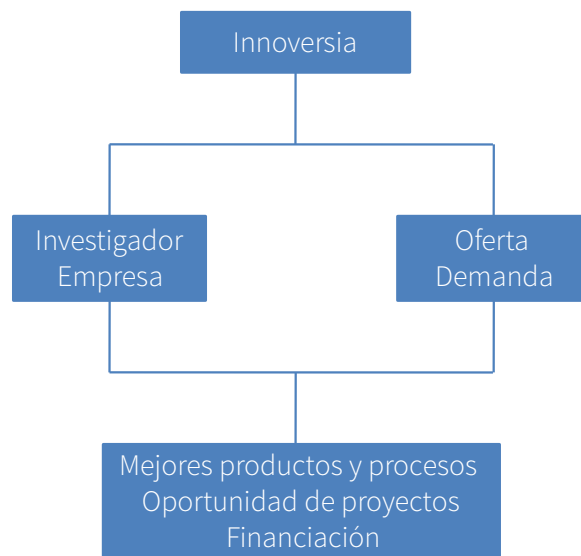 Innoversia
Investigador
Empresa
Oferta
Demanda
Mejores productos y procesos
Oportunidad de proyectos
Financiación